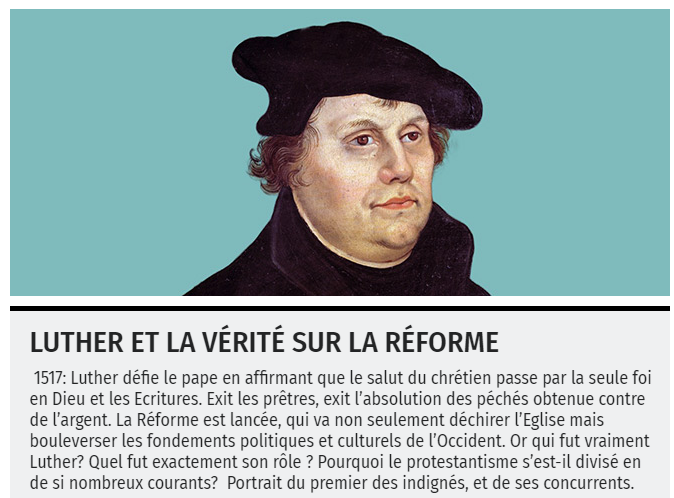 LUTHER ET LA VÉRITÉ SUR LA RÉFORME
1517: Luther défie le pape en affirmant que le salut du chrétien passe par la seule foi
en Dieu et les Ecritures. Exit les prêtres, exit l'absolution des péchés obtenue contre
de l'argent. La Réforme est lancée, qui va non seulement déchirer l'Eglise mais
bouleverser les fondements politiques et culturels de l'Occident. Or qui fut vraiment
Luther? Quel fut exactement son rôle ? Pourquoi le protestantisme s'est-il divisé en
de si nombreux courants? Portrait du premier des indignés, et de ses concurrents.